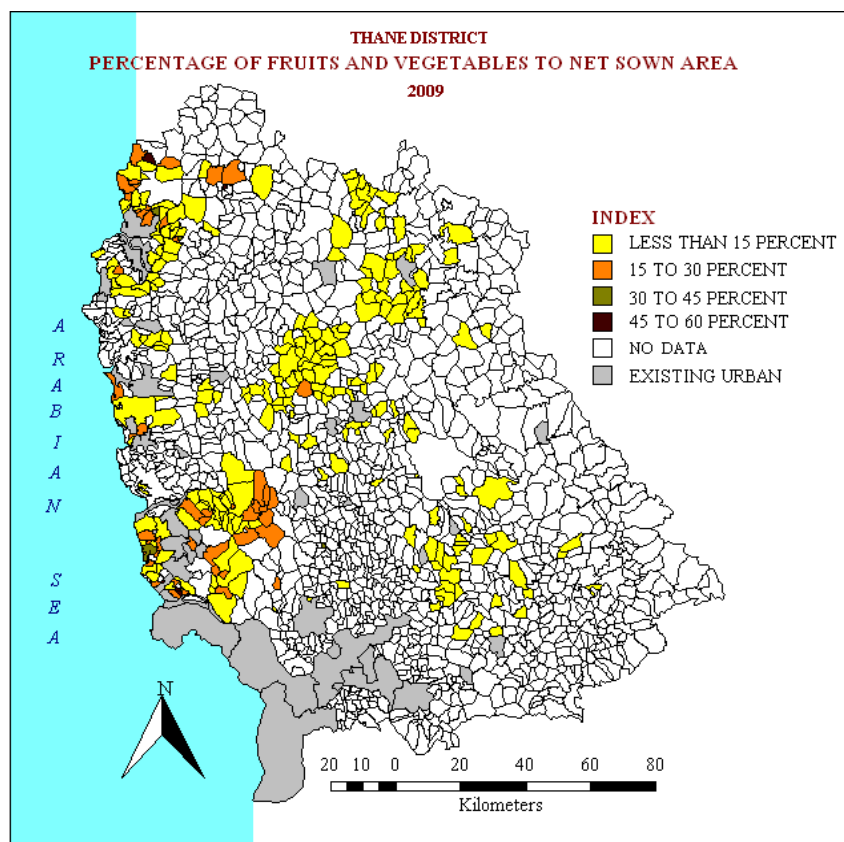 THANE DISTRICT
PERCENTAGE OF FRUITS AND VEGETABLES TO NET SOWN AREA
2009
INDEX
LESS THAN 15 PERCENT
15 TO 30 PERCENT
30 TO 45 PERCENT
45 TO 60 PERCENT
NO DATA
EXISTING URBAN
ARABIAN SEA
N
20 10 0 20 40 60 80
Kilometers